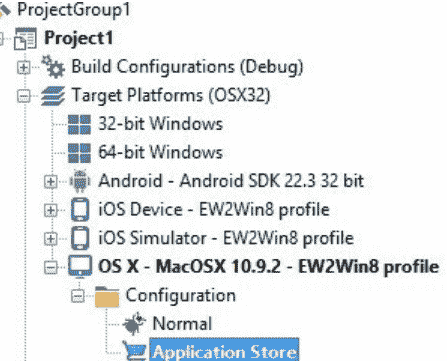 ProjectGroup1
Project1
Build Configurations (Debug)
Target Platforms (OSX32)
32-bit Windows
64-bit Windows
Android - Android SDK 22.3 32 bit
iOS Device - EW2Win8 profile
iOS Simulator - EW2Win8 profile
OS X - MacOSX 10.9.2 - EW2Win8 profile
Configuration
Normal
Application Store